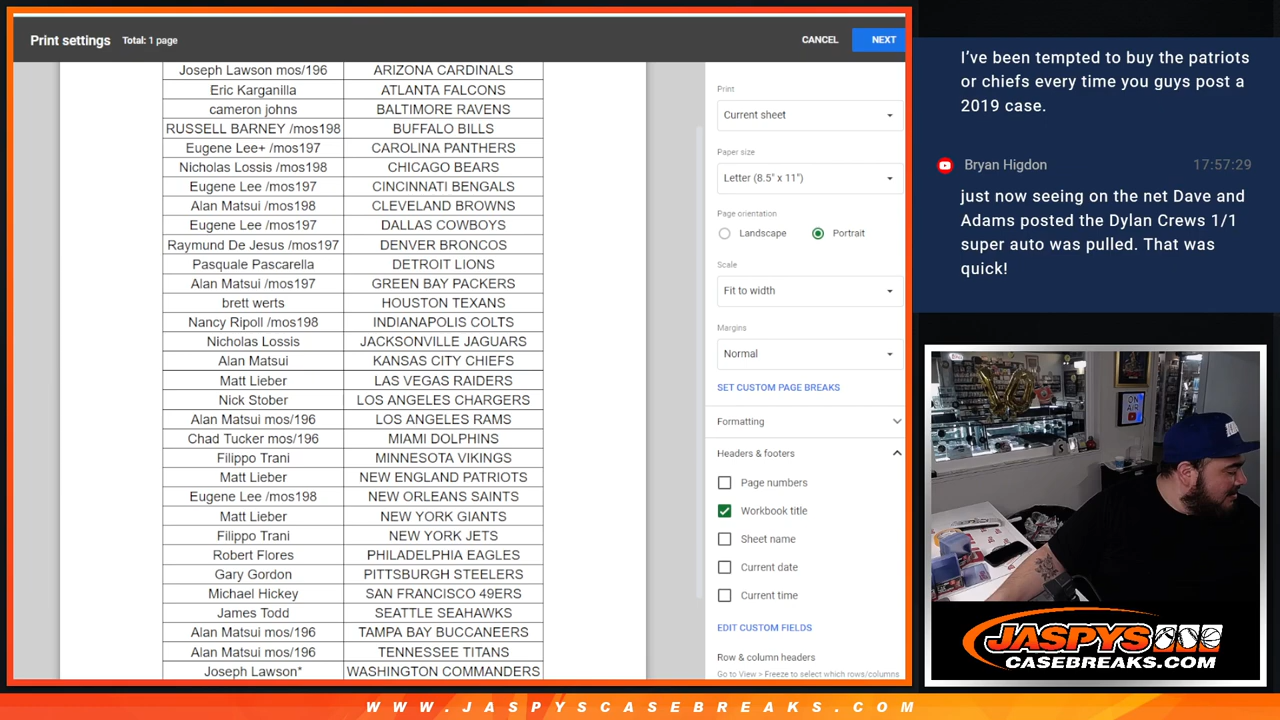 Print settings
Total: 1 page
CANCEL
NEXT
Joseph Lawson mos/196 ARIZONA CARDINALS
Eric Karganilla ATLANTA FALCONS
cameron johns BALTIMORE RAVENS
RUSSELL BARNEY /mos198 BUFFALO BILLS
Eugene Lee+ /mos197 CAROLINA PANTHERS
Nicholas Lossis /mos198 CHICAGO BEARS
Eugene Lee /mos197 CINCINNATI BENGALS
Alan Matsui /mos198 CLEVELAND BROWNS
Eugene Lee /mos197 DALLAS COWBOYS
Raymund De Jesus /mos197 DENVER BRONCOS
Pasquale Pascarella DETROIT LIONS
Alan Matsui /mos197 GREEN BAY PACKERS
brett werts HOUSTON TEXANS
Nancy Ripoll /mos198 INDIANAPOLIS COLTS
Nicholas Lossis JACKSONVILLE JAGUARS
Alan Matsui KANSAS CITY CHIEFS
Matt Lieber LAS VEGAS RAIDERS
Nick Stober LOS ANGELES CHARGERS
Alan Matsui mos/196 LOS ANGELES RAMS
Chad Tucker mos/196 MIAMI DOLPHINS
Filippo Trani MINNESOTA VIKINGS
Matt Lieber NEW ENGLAND PATRIOTS
Eugene Lee /mos198 NEW ORLEANS SAINTS
Matt Lieber NEW YORK GIANTS
Filippo Trani NEW YORK JETS
Robert Flores PHILADELPHIA EAGLES
Gary Gordon PITTSBURGH STEELERS
Michael Hickey SAN FRANCISCO 49ERS
James Todd SEATTLE SEAHAWKS
Alan Matsui mos/196 TAMPA BAY BUCCANEERS
Alan Matsui mos/196 TENNESSEE TITANS
Joseph Lawson* WASHINGTON COMMANDERS
Print
Current sheet
Paper size
Letter (8.5" x 11")
Page orientation
Landscape
Portrait
Scale
Fit to width
Margins
Normal
SET CUSTOM PAGE BREAKS
Formatting
Headers & footers
Page numbers
Workbook title
Sheet name
Current date
Current time
EDIT CUSTOM FIELDS
Row & column headers
Go to View > Freeze to select which rows/columns
I've been tempted to buy the patriots
or chiefs every time you guys post a
2019 case.
Bryan Higdon 17:57:29
just now seeing on the net Dave and
Adams posted the Dylan Crews 1/1
super auto was pulled. That was
quick!
ON
AIR
JASPYS
CASEBREAKS.COM
WWW.JASPYSCASEBREAKS.COM